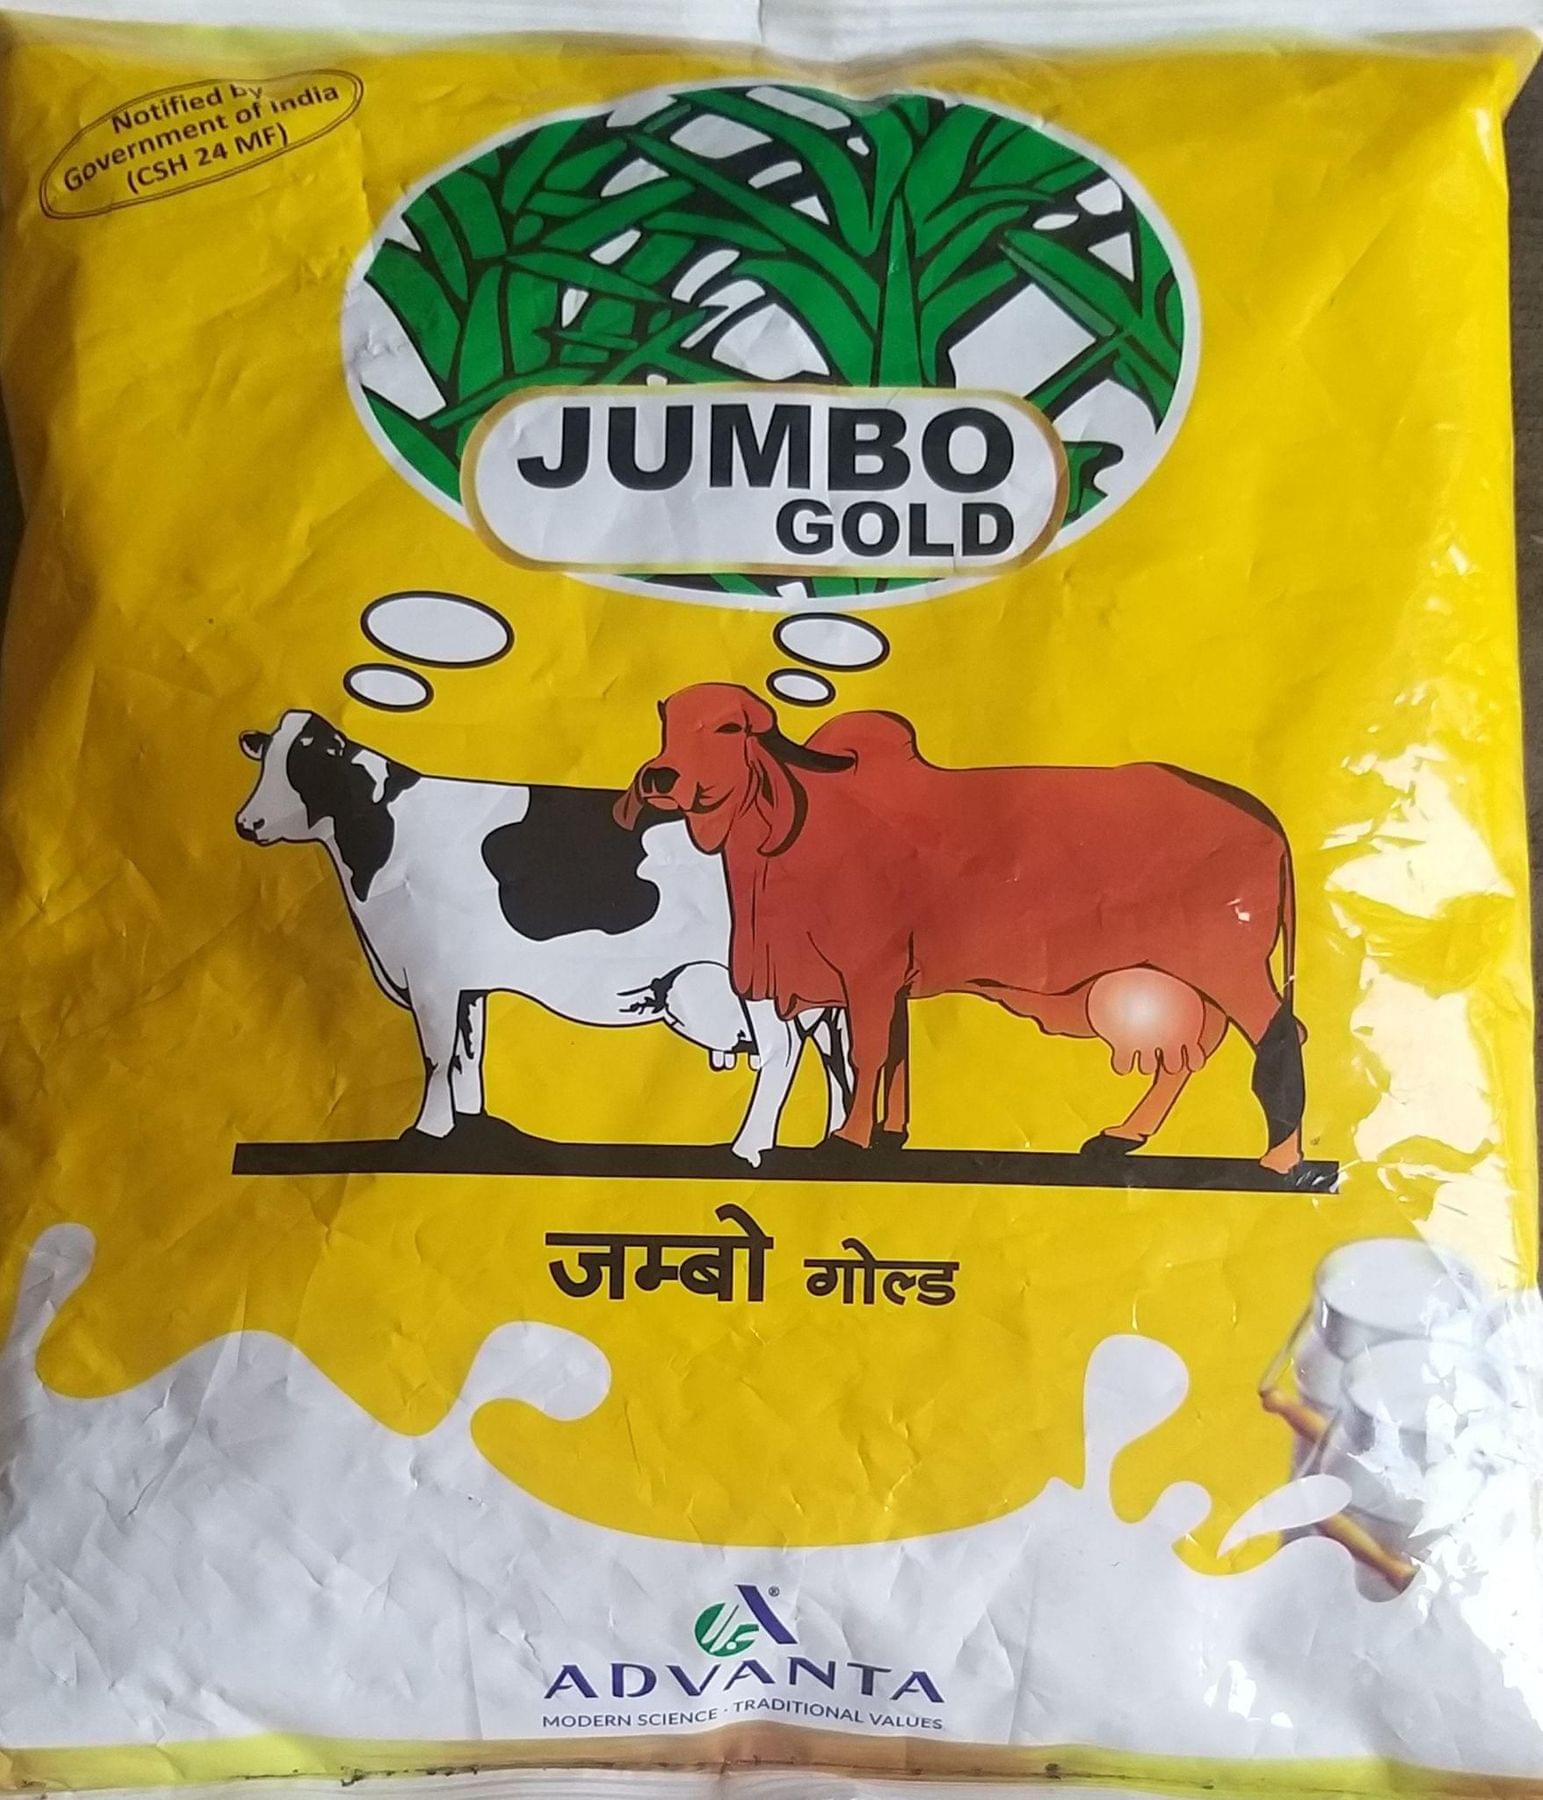 Notified by
Government of India
(CSH 24 MF)
JUMBO
GOLD
जम्बो गोल्ड
®
ADVANTA
MODERN SCIENCE · TRADITIONAL VALUES